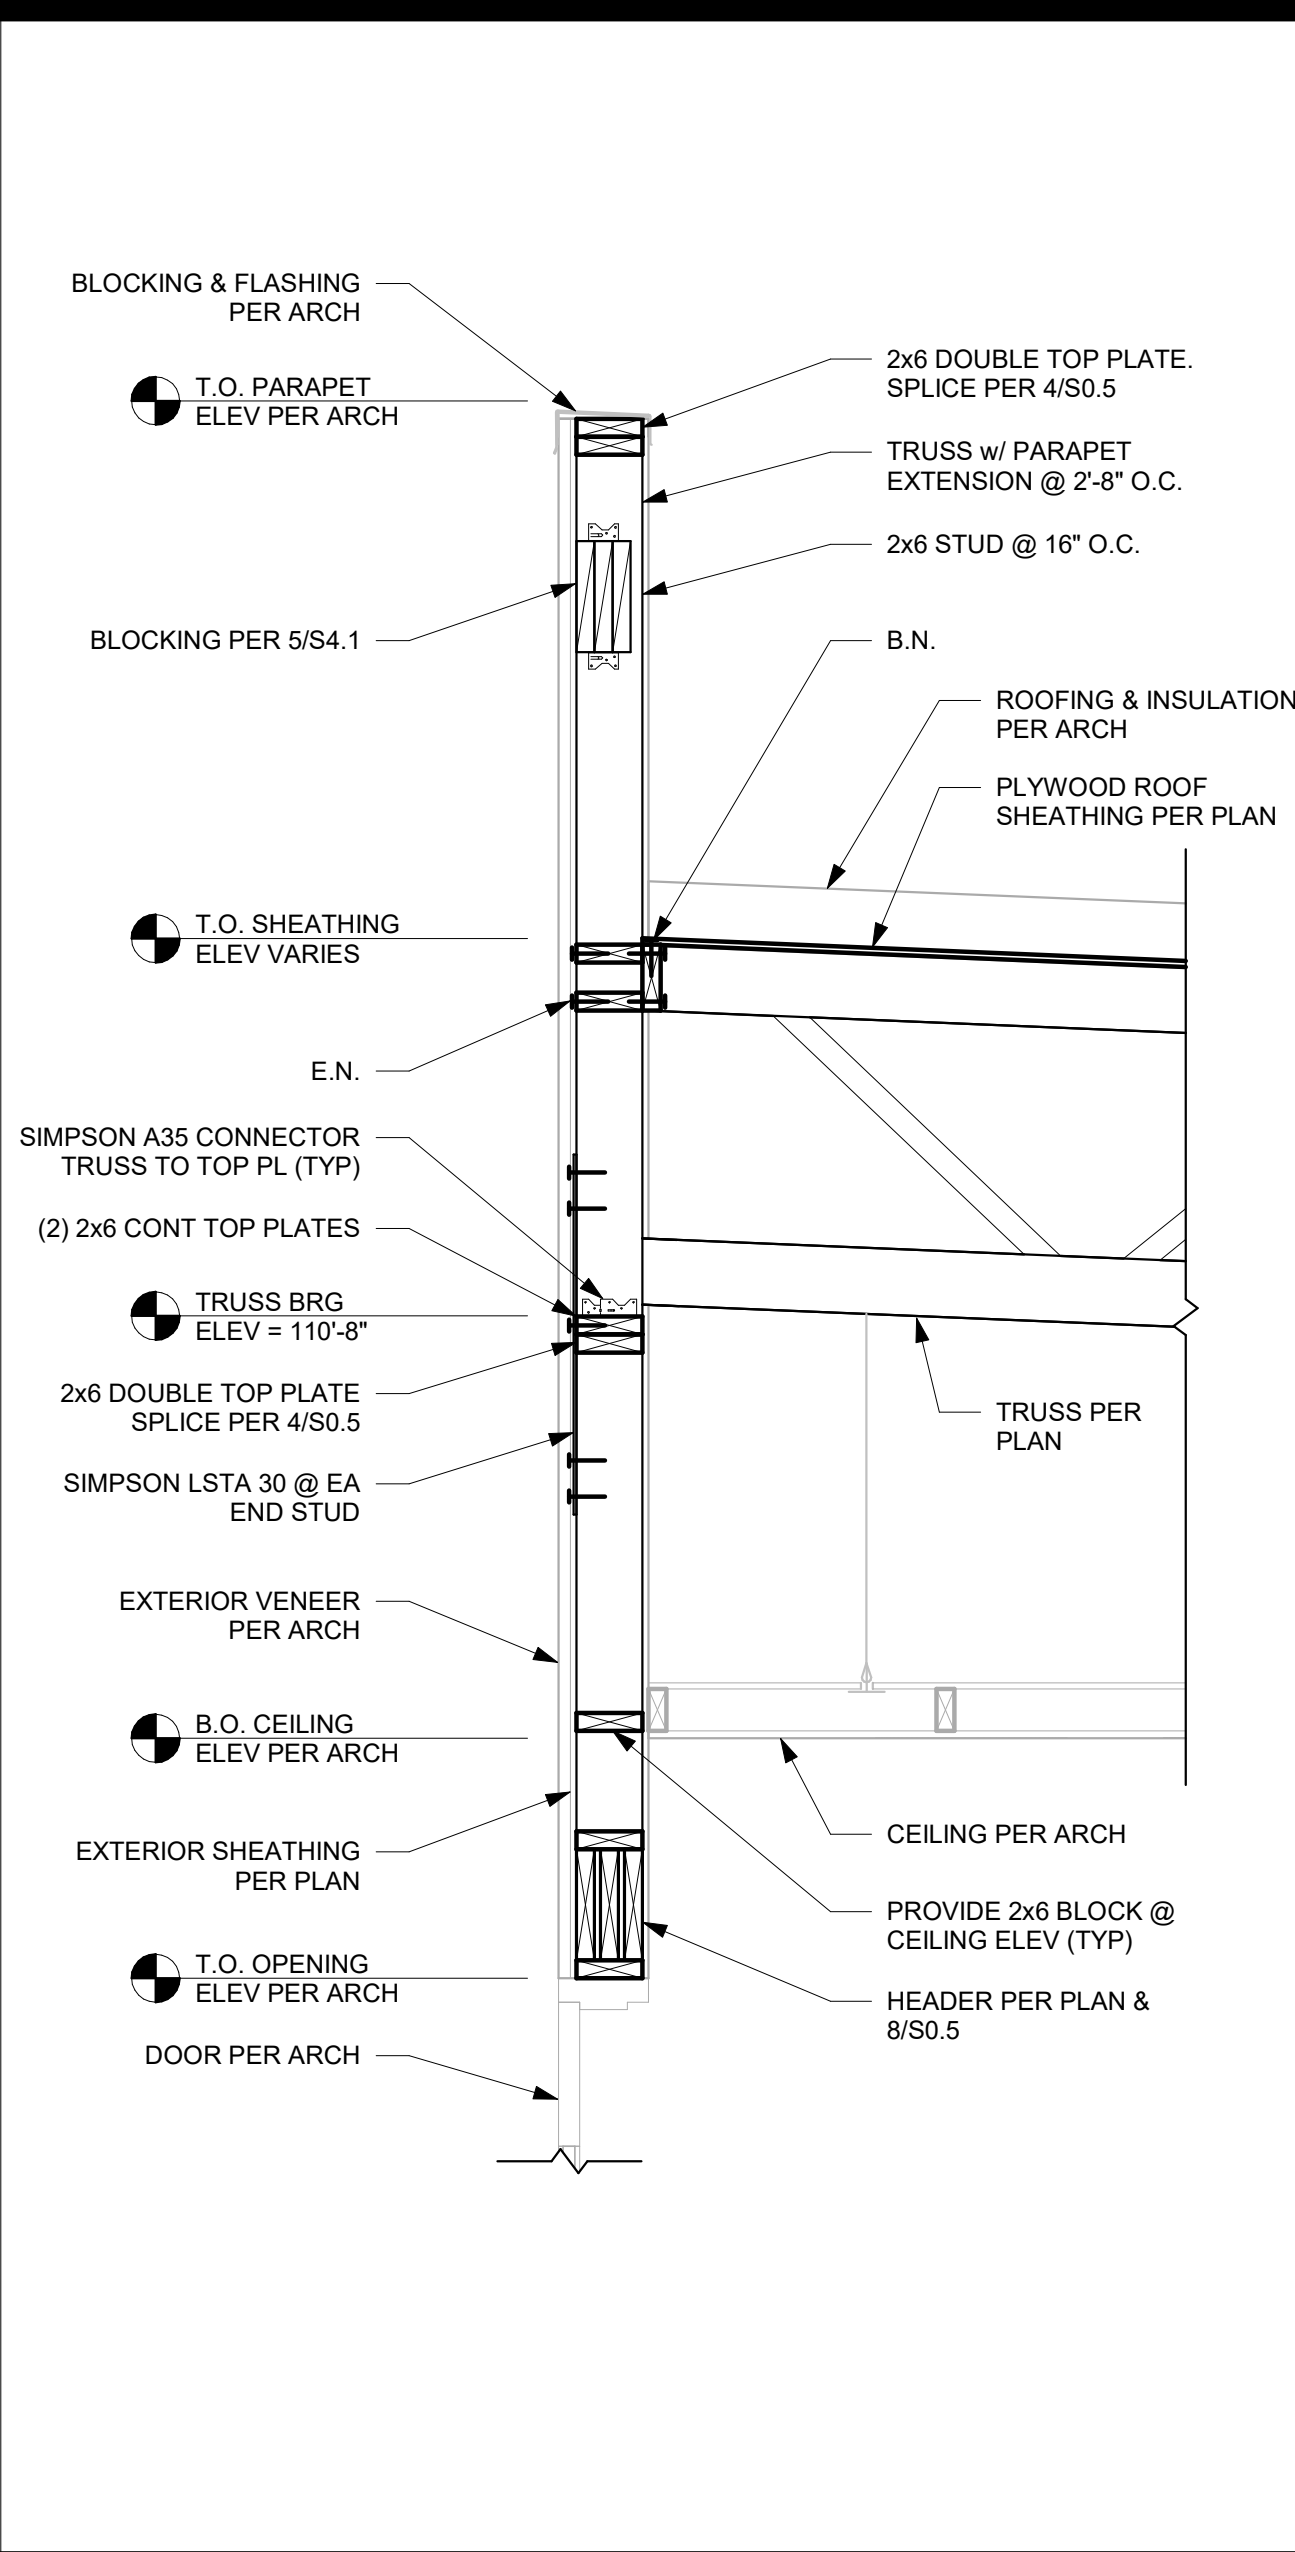 BLOCKING & FLASHING
PER ARCH
T.O. PARAPET
ELEV PER ARCH
2x6 DOUBLE TOP PLATE.
SPLICE PER 4/S0.5
TRUSS w/ PARAPET
EXTENSION @ 2'-8" O.C.
2x6 STUD @ 16" O.C.
BLOCKING PER 5/S4.1
B.N.
ROOFING & INSULATION
PER ARCH
PLYWOOD ROOF
SHEATHING PER PLAN
T.O. SHEATHING
ELEV VARIES
E.N.
SIMPSON A35 CONNECTOR
TRUSS TO TOP PL (TYP)
(2) 2x6 CONT TOP PLATES
TRUSS BRG
ELEV = 110'-8"
2x6 DOUBLE TOP PLATE
SPLICE PER 4/S0.5
TRUSS PER
PLAN
SIMPSON LSTA 30 @ EA
END STUD
EXTERIOR VENEER
PER ARCH
B.O. CEILING
ELEV PER ARCH
EXTERIOR SHEATHING
PER PLAN
CEILING PER ARCH
PROVIDE 2x6 BLOCK @
CEILING ELEV (TYP)
T.O. OPENING
ELEV PER ARCH
HEADER PER PLAN &
8/S0.5
DOOR PER ARCH